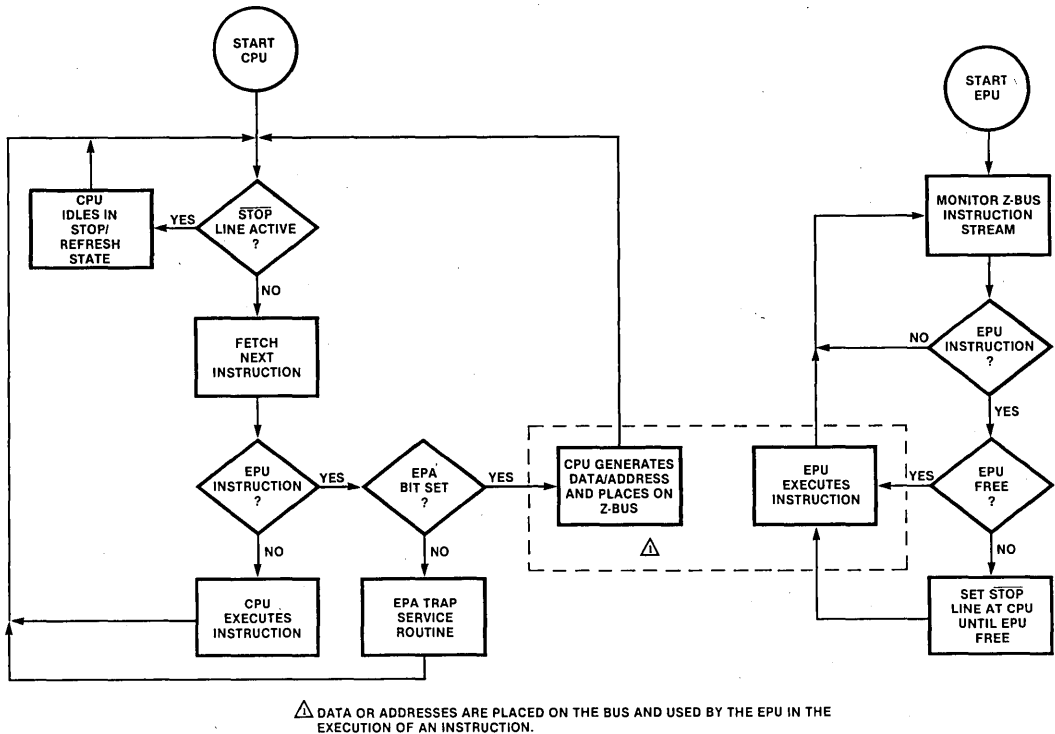 START
CPU
START
EPU
CPU
IDLES IN
STOP/
REFRESH
STATE
YES
STOP
LINE ACTIVE
?
NO
MONITOR Z-BUS
INSTRUCTION
STREAM
FETCH
NEXT
INSTRUCTION
NO
EPU
INSTRUCTION
?
YES
EPU
INSTRUCTION
?
YES
EPA
BIT SET
?
YES
CPU GENERATES
DATA/ADDRESS
AND PLACES ON
Z-BUS
1
EPU
EXECUTES
INSTRUCTION
YES
EPU
FREE
?
NO
NO
NO
CPU
EXECUTES
INSTRUCTION
EPA TRAP
SERVICE
ROUTINE
SET STOP
LINE AT CPU
UNTIL EPU
FREE
1 DATA OR ADDRESSES ARE PLACED ON THE BUS AND USED BY THE EPU IN THE
EXECUTION OF AN INSTRUCTION.